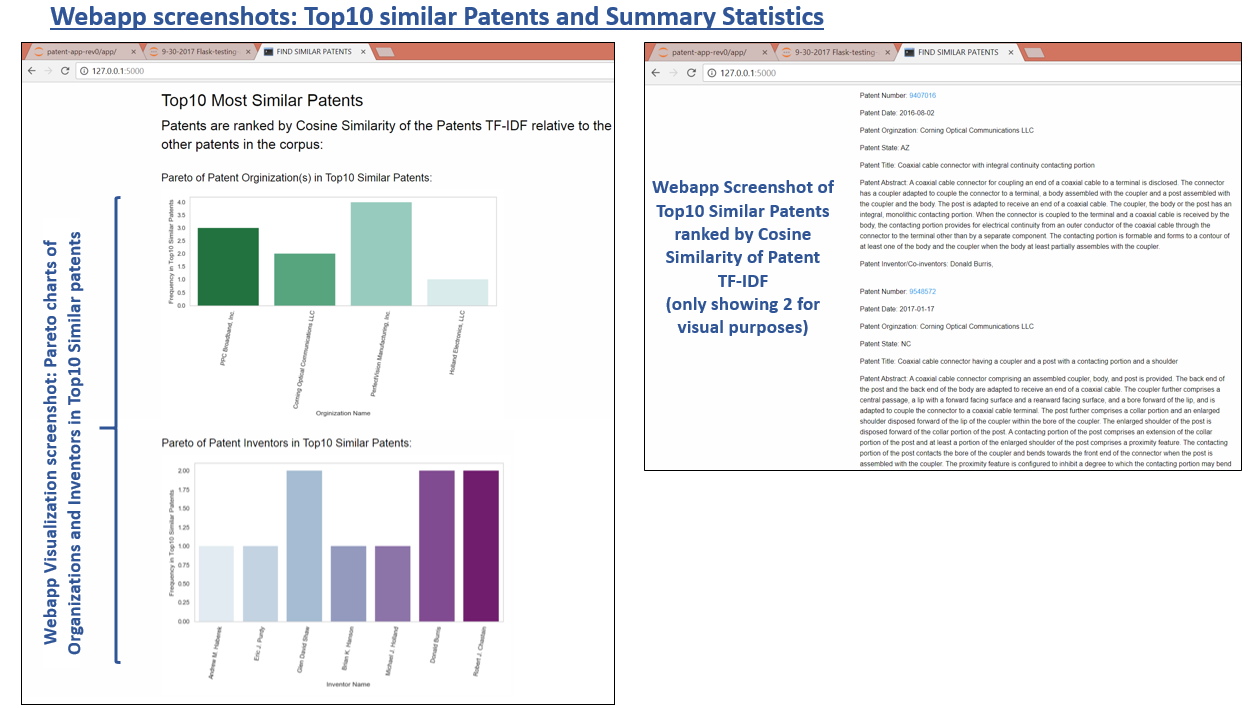 Webapp screenshots: Top10 similar Patents and Summary Statistics
patent-app-rev0/app/
9-30-2017 Flask-testing
FIND SIMILAR PATENTS
127.0.0.1:5000
Top10 Most Similar Patents
Patents are ranked by Cosine Similarity of the Patents TF-IDF relative to the
other patents in the corpus:
Pareto of Patent Orginization(s) in Top10 Similar Patents:
Frequency in Top10 Similar Patents
4.0
3.5
3.0
2.5
2.0
1.5
1.0
0.5
0.0
PPC Broadband, Inc.
Corning Optical Communications LLC
PerfectVision Manufacturing, Inc.
Holland Electronics, LLC
Orginization Name
Pareto of Patent Inventors in Top10 Similar Patents:
Frequency in Top10 Similar Patents
2.00
1.75
1.50
1.25
1.00
0.75
0.50
0.25
0.00
Andrew M. Haberek
Eric J. Purdy
Glen David Shaw
Brian K. Hanson
Michael J. Holland
Donald Burris
Robert J. Chastain
Inventor Name
Webapp Visualization screenshot: Pareto charts of
Organizations and Inventors in Top10 Similar patents
patent-app-rev0/app/
9-30-2017 Flask-testing
FIND SIMILAR PATENTS
127.0.0.1:5000
Webapp Screenshot of
Top10 Similar Patents
ranked by Cosine
Similarity of Patent
TF-IDF
(only showing 2 for
visual purposes)
Patent Number: 9407016
Patent Date: 2016-08-02
Patent Orginzation: Corning Optical Communications LLC
Patent State: AZ
Patent Title: Coaxial cable connector with integral continuity contacting portion
Patent Abstract: A coaxial cable connector for coupling an end of a coaxial cable to a terminal is disclosed. The connector
has a coupler adapted to couple the connector to a terminal, a body assembled with the coupler and a post assembled
with the coupler and the body. The post is adapted to receive an end of a coaxial cable. The coupler, the body or the post has an
integral, monolithic contacting portion. When the connector is coupled to the terminal and a coaxial cable is received by the
body, the contacting portion provides for electrical continuity from an outer conductor of the coaxial cable through the
connector to the terminal other than by a separate component. The contacting portion is formable and forms to a contour of
at least one of the body and the coupler when the body at least partially assembles with the coupler.
Patent Inventor/Co-inventors: Donald Burris,
Patent Number: 9548572
Patent Date: 2017-01-17
Patent Orginzation: Corning Optical Communications LLC
Patent State: NC
Patent Title: Coaxial cable connector having a coupler and a post with a contacting portion and a shoulder
Patent Abstract: A coaxial cable connector comprising an assembled coupler, body, and post is provided. The back end of
the post and the back end of the body are adapted to receive an end of a coaxial cable. The coupler further comprises a
central passage, a lip with a forward facing surface and a rearward facing surface, and a bore forward of the lip, and is
adapted to couple the connector to a coaxial cable terminal. The post further comprises a collar portion and an enlarged
shoulder disposed forward of the lip of the coupler within the bore of the coupler. The enlarged shoulder of the post is
disposed forward of the collar portion of the post. A contacting portion of the post comprises an extension of the collar
portion of the post and at least a portion of the enlarged shoulder of the post comprises a proximity feature. The contacting
portion of the post contacts the bore of the coupler and bends towards the front end of the connector when the post is
assembled with the coupler. The proximity feature is configured to inhibit a degree to which the contacting portion may bend